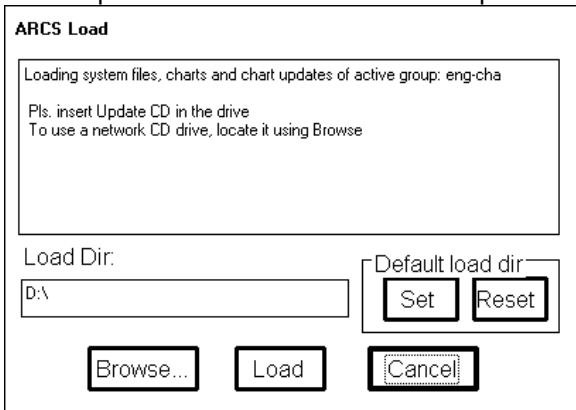 ARCS Load
Loading system files, charts and chart updates of active group: eng-cha
Pls. insert Update CD in the drive
To use a network CD drive, locate it using Browse
Load Dir:
Default load dir
D:\
Set
Reset
Browse...
Load
Cancel